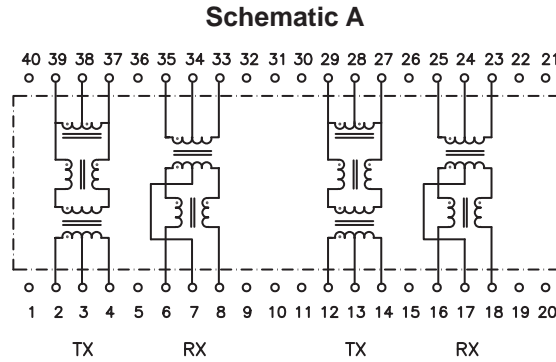 Schematic A
40 39 38 37 36 35 34 33 32 31 30 29 28 27 26 25 24 23 22 21
1 2 3 4 5 6 7 8 9 10 11 12 13 14 15 16 17 18 19 20
TX RX TX RX